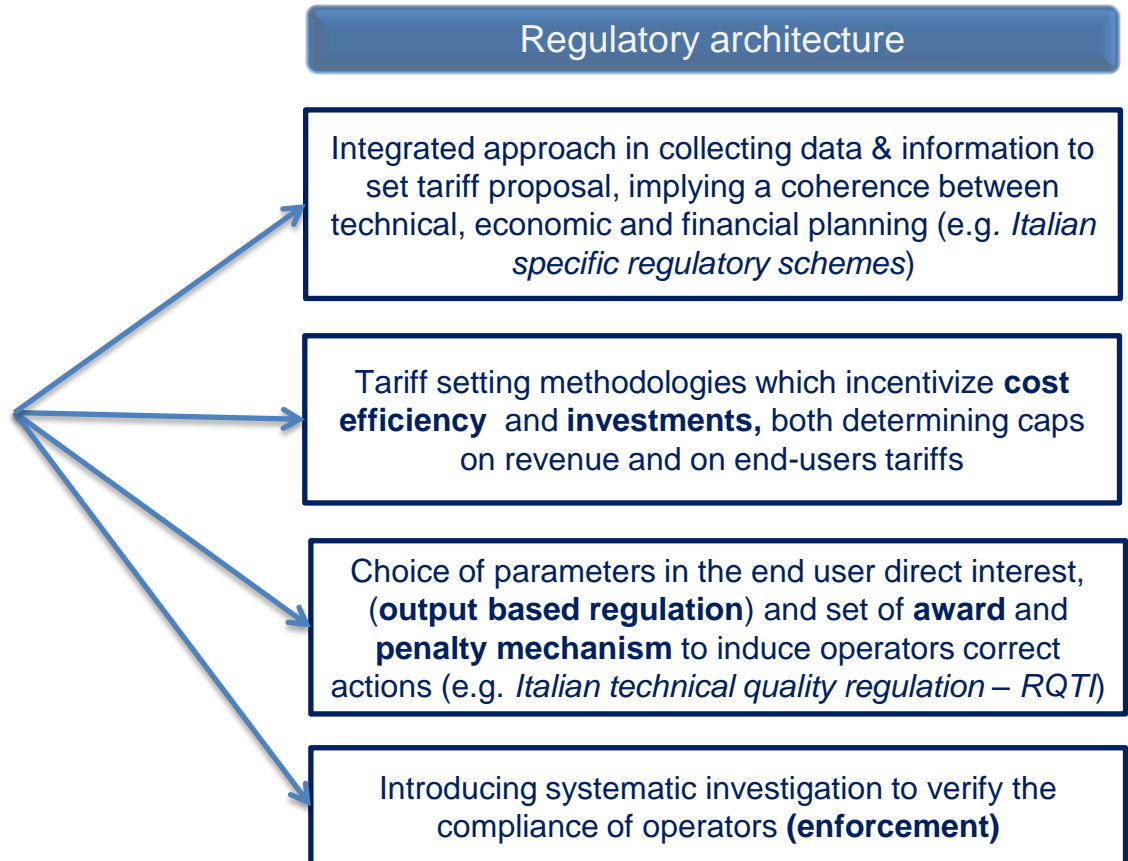 Regulatory architecture
Integrated approach in collecting data & information to
set tariff proposal, implying a coherence between
technical, economic and financial planning (e.g. Italian
specific regulatory schemes)
Tariff setting methodologies which incentivize cost
efficiency and investments, both determining caps
on revenue and on end-users tariffs
Choice of parameters in the end user direct interest,
(output based regulation) and set of award and
penalty mechanism to induce operators correct
actions (e.g. Italian technical quality regulation – RQTI)
Introducing systematic investigation to verify the
compliance of operators (enforcement)